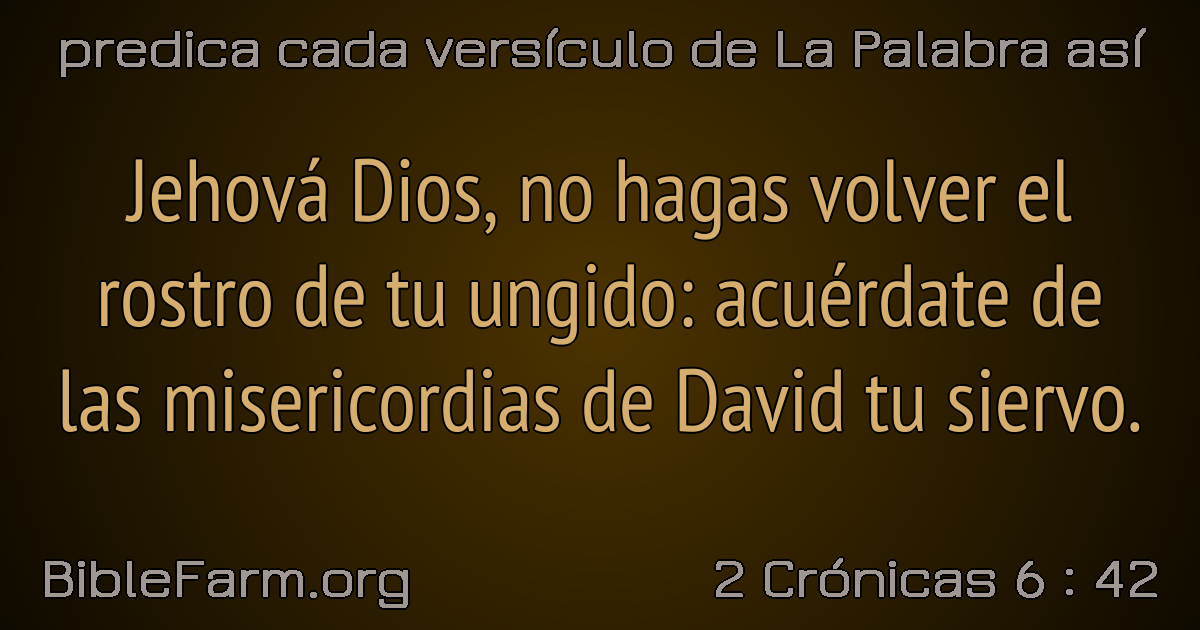 predica cada versículo de La Palabra así
Jehová Dios, no hagas volver el
rostro de tu ungido: acuérdate de
las misericordias de David tu siervo.
BibleFarm.org
2 Crónicas 6 : 42